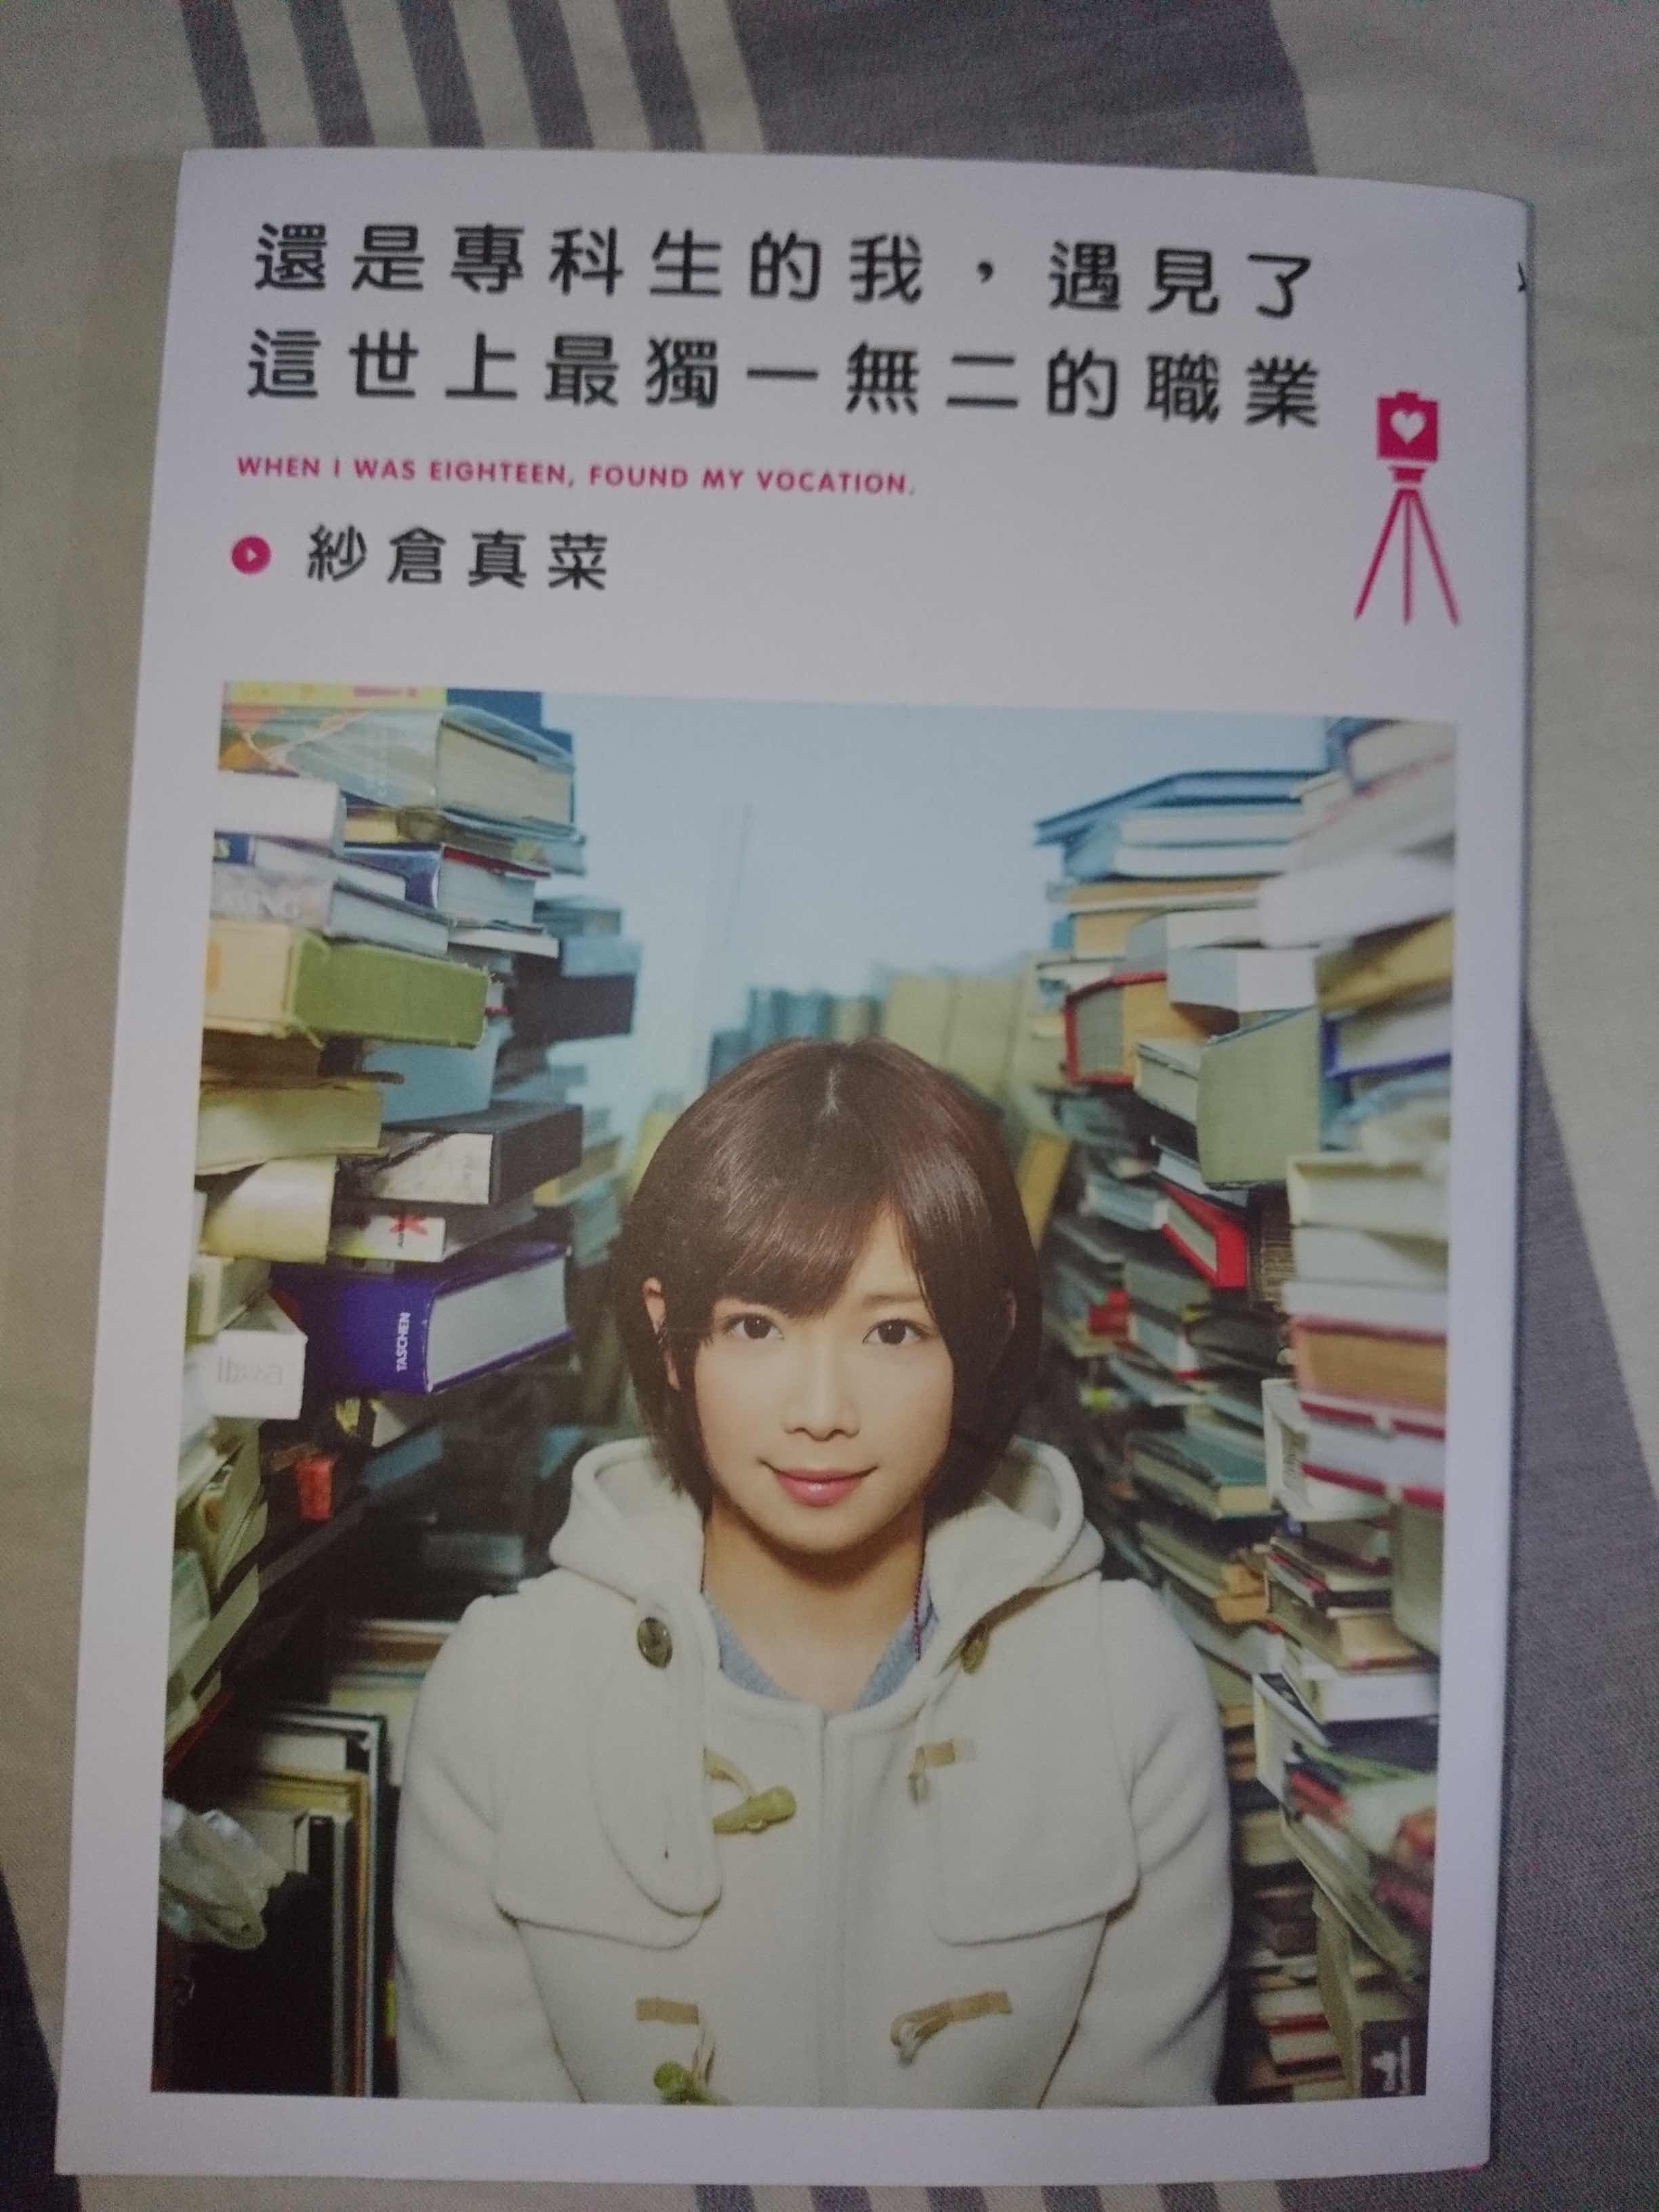 還是專科生的我，遇見了
這世上最獨一無二的職業
WHEN I WAS EIGHTEEN, FOUND MY VOCATION.
紗倉真菜
TASCHEN